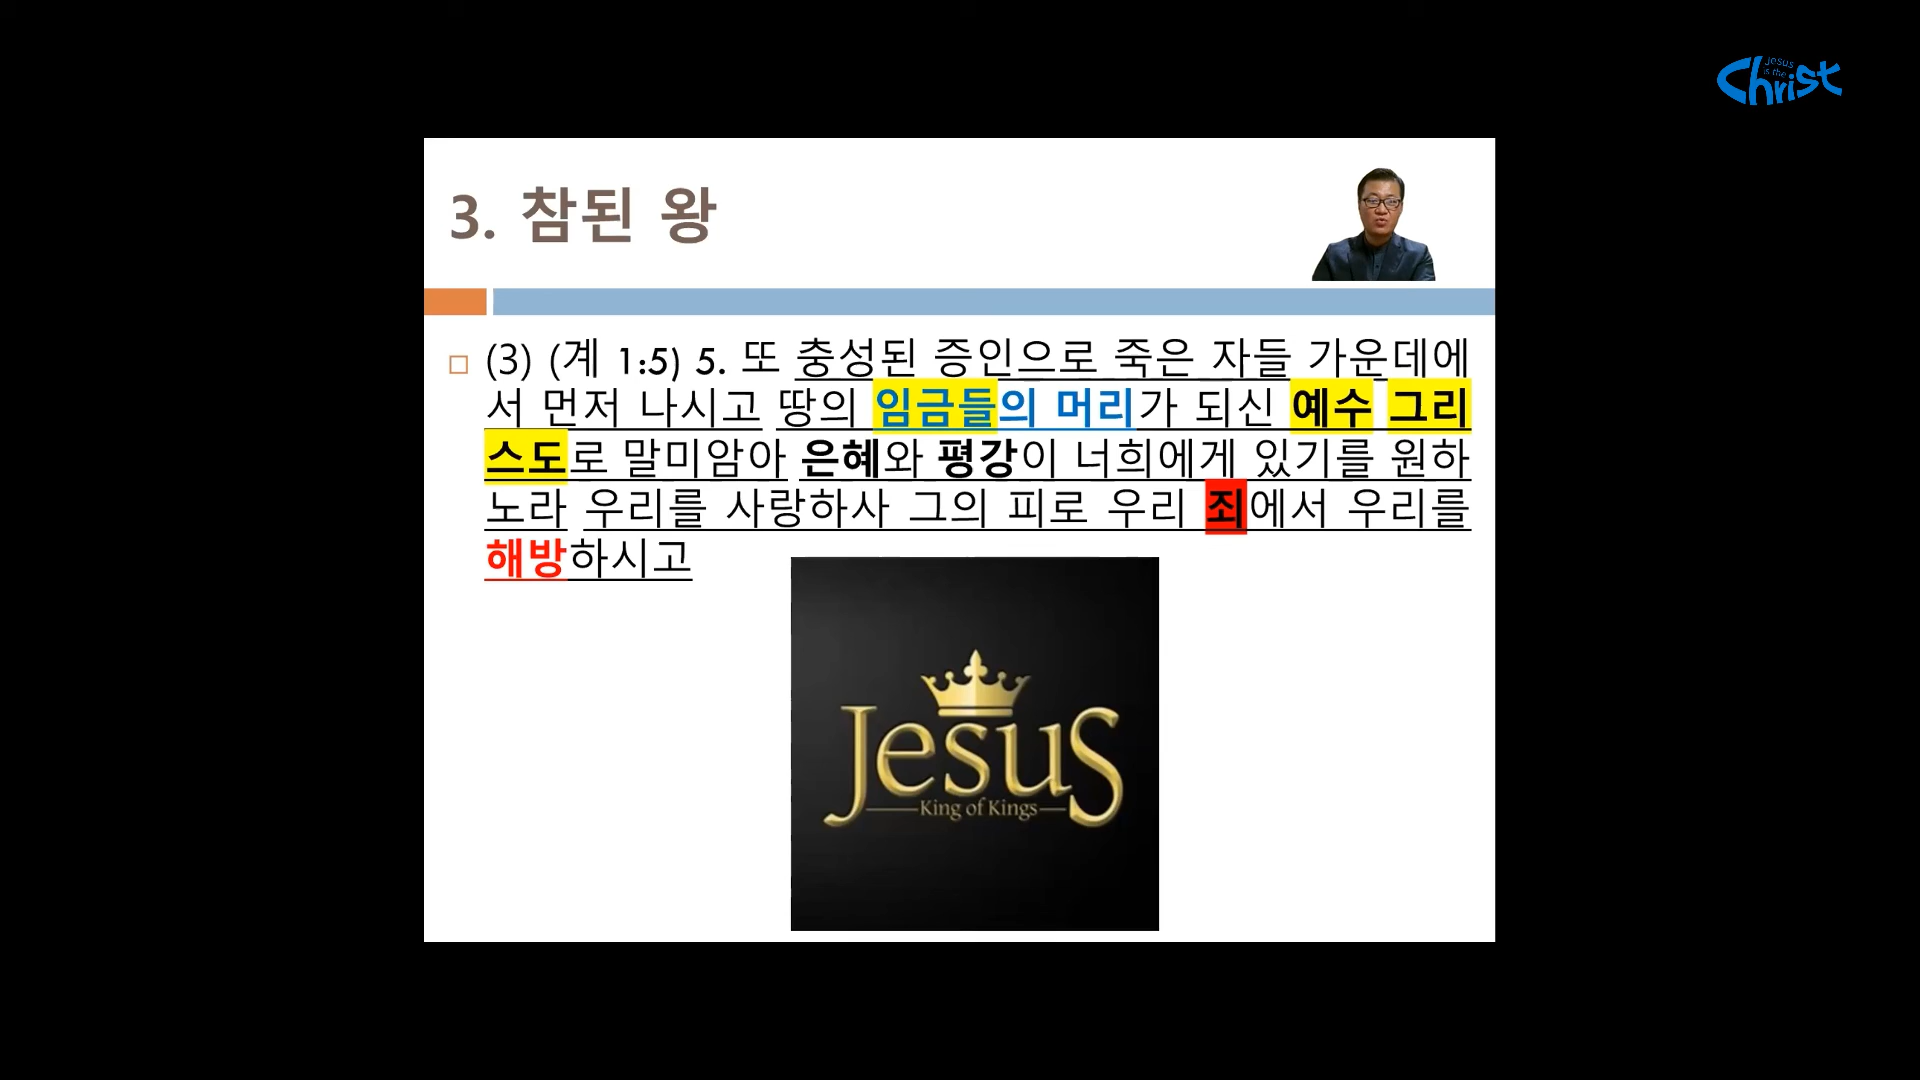 Jesus
is the
Christ
3. 참된 왕
(3) (계 1:5) 5. 또 충성된 증인으로 죽은 자들 가운데에
서 먼저 나시고 땅의 임금들의 머리가 되신 예수 그리
스도로 말미암아 은혜와 평강이 너희에게 있기를 원하
노라 우리를 사랑하사 그의 피로 우리 죄에서 우리를
해방하시고
Jesus
King of Kings